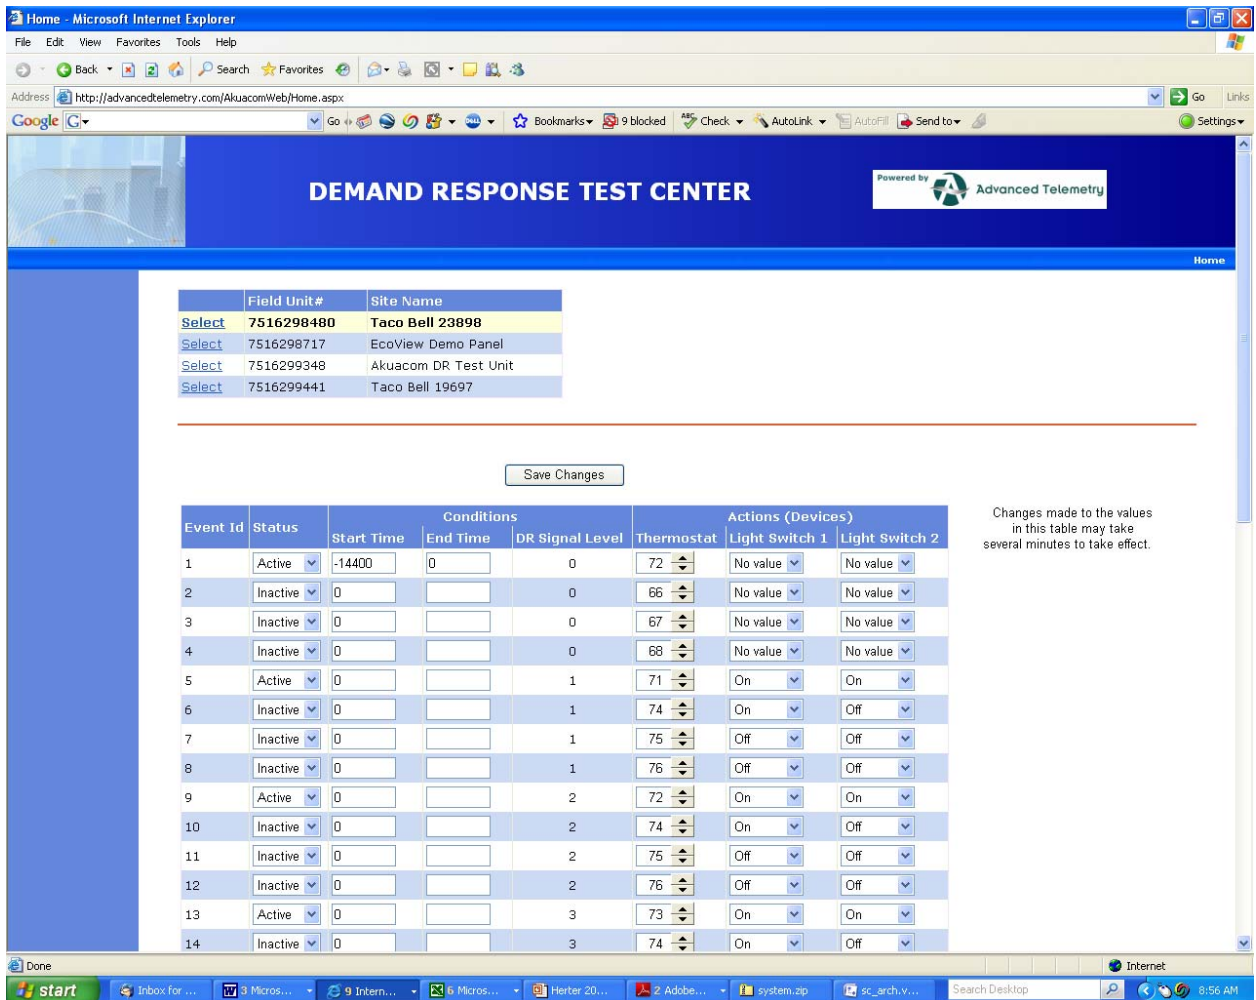 Home - Microsoft Internet Explorer
File Edit View Favorites Tools Help
Back Search Favorites
Address http://advancedtelemetry.com/AkuacomWeb/Home.aspx Go Links
Google G Go Bookmarks 9 blocked ABC Check AutoLink AutoFill Send to Settings
DEMAND RESPONSE TEST CENTER
Powered by Advanced Telemetry
Home
Field Unit# Site Name
Select 7516298480 Taco Bell 23898
Select 7516298717 EcoView Demo Panel
Select 7516299348 Akuacom DR Test Unit
Select 7516299441 Taco Bell 19697
Save Changes
Changes made to the values
in this table may take
several minutes to take effect.
Conditions Actions (Devices)
Event Id Status Start Time End Time DR Signal Level Thermostat Light Switch 1 Light Switch 2
1 Active -14400 0 0 72 No value No value
2 Inactive 0 0 66 No value No value
3 Inactive 0 0 67 No value No value
4 Inactive 0 0 68 No value No value
5 Active 0 1 71 On On
6 Inactive 0 1 74 On Off
7 Inactive 0 1 75 Off Off
8 Inactive 0 1 76 Off Off
9 Active 0 2 72 On On
10 Inactive 0 2 74 On Off
11 Inactive 0 2 75 Off Off
12 Inactive 0 2 76 Off Off
13 Active 0 3 73 On On
14 Inactive 0 3 74 On Off
Done Internet
start Inbox for ... 3 Micros... 9 Intern... 6 Micros... Herter 20... 2 Adobe... system.zip sc_arch.v... Search Desktop 8:56 AM